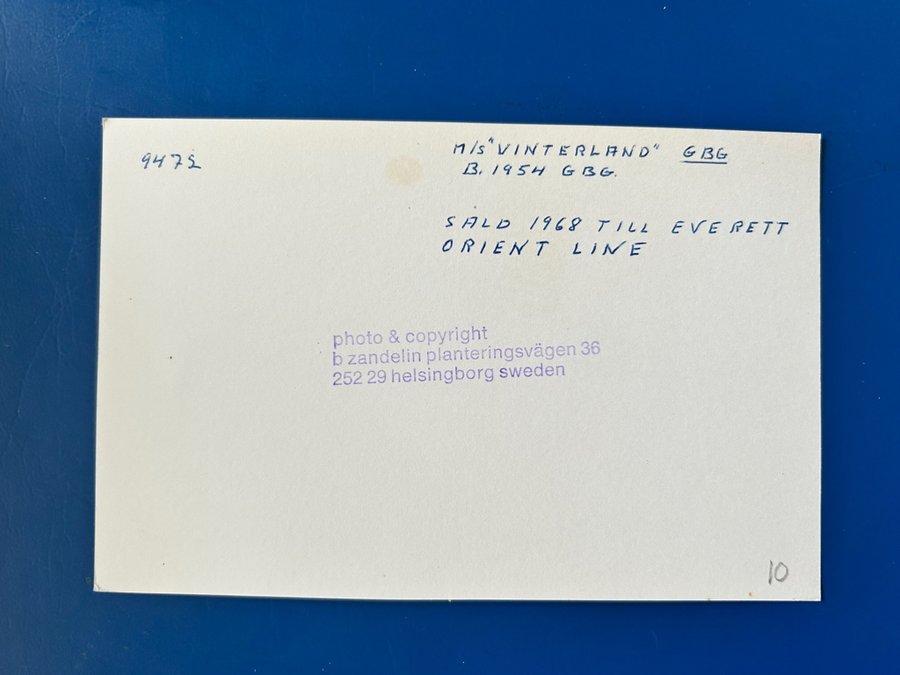 9472
M/S "VINTERLAND" GBG
B. 1954 GBG.
SALD 1968 TILL EVERETT
ORIENT LINE
photo & copyright
b zandelin planteringsvägen 36
252 29 helsingborg sweden
10